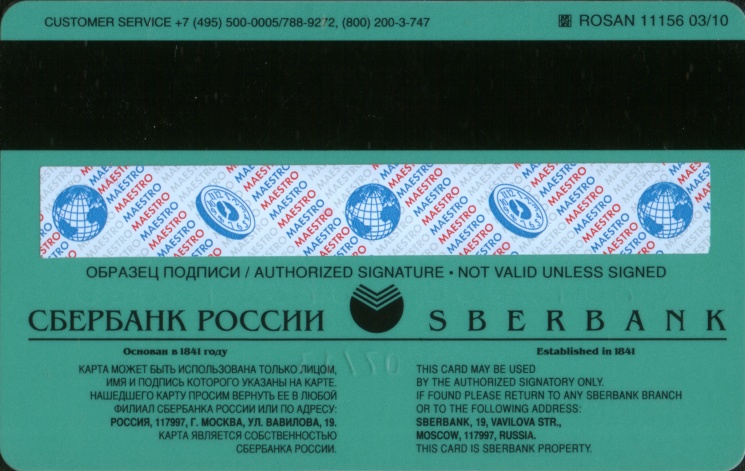 CUSTOMER SERVICE +7 (495) 500-0005/788-9272, (800) 200-3-747
ROSAN 11156 03/10
MAESTRO MAESTRO MAESTRO MAESTRO
ОБРАЗЕЦ ПОДПИСИ / AUTHORIZED SIGNATURE • NOT VALID UNLESS SIGNED
СБЕРБАНК РОССИИ
SBERBANK
Основан в 1841 году
Established in 1841
КАРТА МОЖЕТ БЫТЬ ИСПОЛЬЗОВАНА ТОЛЬКО ЛИЦОМ,
ИМЯ И ПОДПИСЬ КОТОРОГО УКАЗАНЫ НА КАРТЕ.
НАШЕДШЕГО КАРТУ ПРОСИМ ВЕРНУТЬ ЕЕ В ЛЮБОЙ
ФИЛИАЛ СБЕРБАНКА РОССИИ ИЛИ ПО АДРЕСУ:
РОССИЯ, 117997, Г. МОСКВА, УЛ. ВАВИЛОВА, 19.
КАРТА ЯВЛЯЕТСЯ СОБСТВЕННОСТЬЮ
СБЕРБАНКА РОССИИ.
THIS CARD MAY BE USED
BY THE AUTHORIZED SIGNATORY ONLY.
IF FOUND PLEASE RETURN TO ANY SBERBANK BRANCH
OR TO THE FOLLOWING ADDRESS:
SBERBANK, 19, VAVILOVA STR.,
MOSCOW, 117997, RUSSIA.
THIS CARD IS SBERBANK PROPERTY.